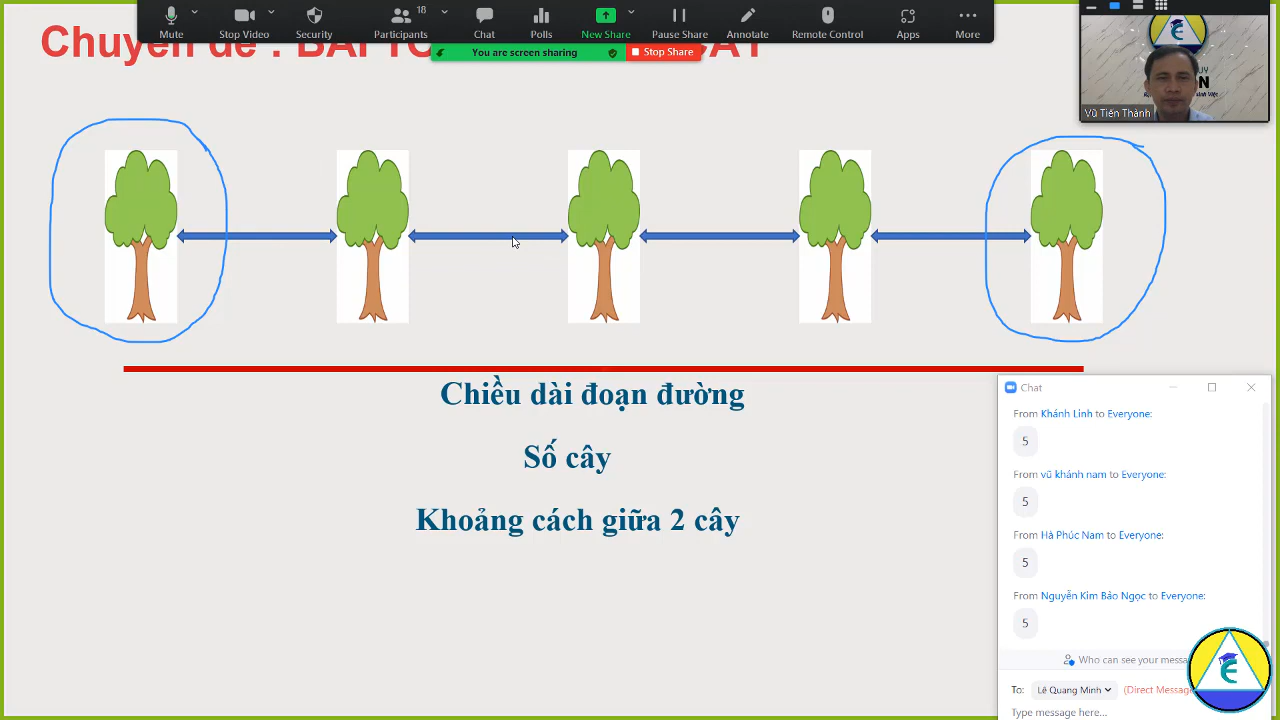 Mute
Stop Video
Security
Participants
18
Chat
Polls
New Share
Pause Share
Annotate
Remote Control
Apps
More
You are screen sharing
Stop Share
Chuyên đề : BÀI TO
Vũ Tiến Thành
Chiều dài đoạn đường
Số cây
Khoảng cách giữa 2 cây
Chat
From Khánh Linh to Everyone:
5
From vũ khánh nam to Everyone:
5
From Hà Phúc Nam to Everyone:
5
From Nguyễn Kim Bảo Ngọc to Everyone:
5
Who can see your messa
To: Lê Quang Minh (Direct Messag
Type message here...